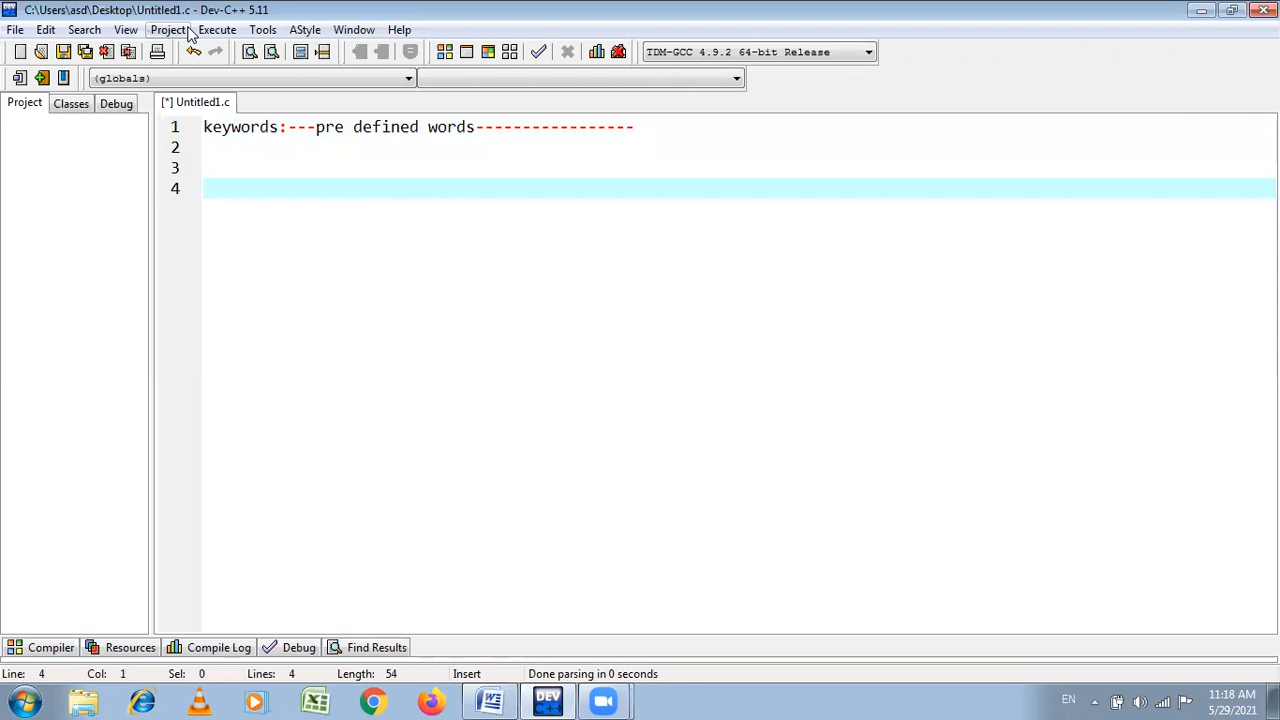 C:\Users\asd\Desktop\Untitled1.c - Dev-C++ 5.11
File Edit Search View Project Execute Tools AStyle Window Help
TDM-GCC 4.9.2 64-bit Release
(globals)
Project Classes Debug [*] Untitled1.c
1 keywords:---pre defined words-----------------
2
3
4
Compiler Resources Compile Log Debug Find Results
Line: 4 Col: 1 Sel: 0 Lines: 4 Length: 54 Insert Done parsing in 0 seconds
DEV C++ EN 11:18 AM
5/29/2021